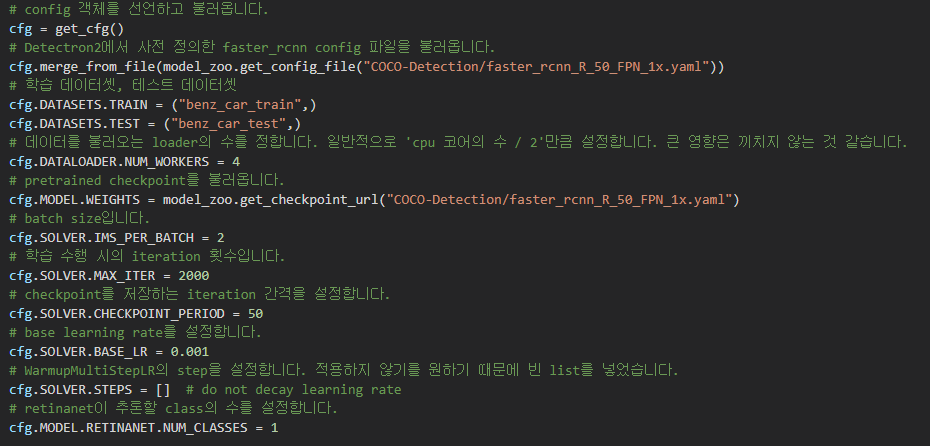 # config 객체를 선언하고 불러옵니다.
cfg = get_cfg()
# Detectron2에서 사전 정의한 faster_rcnn config 파일을 불러옵니다.
cfg.merge_from_file(model_zoo.get_config_file("COCO-Detection/faster_rcnn_R_50_FPN_1x.yaml"))
# 학습 데이터셋, 테스트 데이터셋
cfg.DATASETS.TRAIN = ("benz_car_train",)
cfg.DATASETS.TEST = ("benz_car_test",)
# 데이터를 불러오는 loader의 수를 정합니다. 일반적으로 'cpu 코어의 수 / 2'만큼 설정합니다. 큰 영향은 끼치지 않는 것 같습니다.
cfg.DATALOADER.NUM_WORKERS = 4
# pretrained checkpoint를 불러옵니다.
cfg.MODEL.WEIGHTS = model_zoo.get_checkpoint_url("COCO-Detection/faster_rcnn_R_50_FPN_1x.yaml")
# batch size입니다.
cfg.SOLVER.IMS_PER_BATCH = 2
# 학습 수행 시의 iteration 횟수입니다.
cfg.SOLVER.MAX_ITER = 2000
# checkpoint를 저장하는 iteration 간격을 설정합니다.
cfg.SOLVER.CHECKPOINT_PERIOD = 50
# base learning rate를 설정합니다.
cfg.SOLVER.BASE_LR = 0.001
# WarmupMultiStepLR의 step을 설정합니다. 적용하지 않기를 원하기 때문에 빈 list를 넣었습니다.
cfg.SOLVER.STEPS = []  # do not decay learning rate
# retinanet이 추론할 class의 수를 설정합니다.
cfg.MODEL.RETINANET.NUM_CLASSES = 1